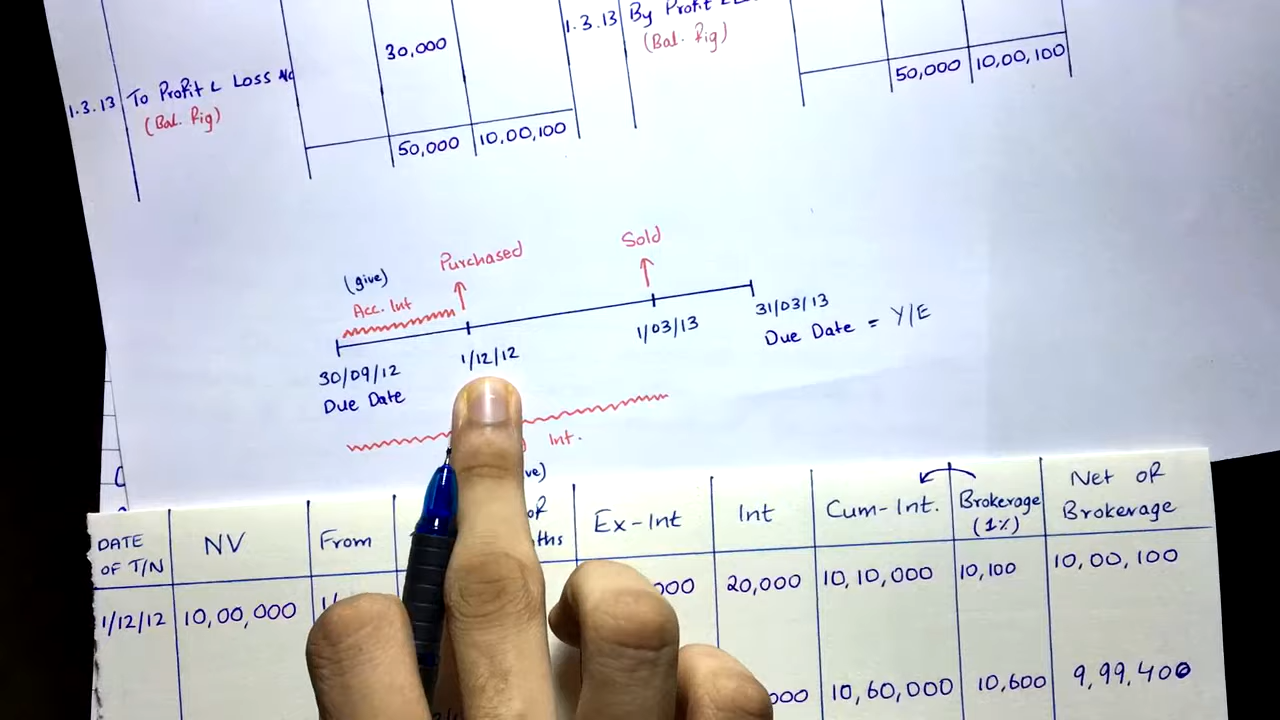 30,000
1.3.13 To Profit & Loss A/c
(Bal. Fig)
50,000 10,00,100
1.3.13 By Profit &
(Bal. Fig)
50,000 10,00,100
(give)
Acc. Int
Purchased
Sold
30/09/12
Due Date
1/12/12
1/03/13
31/03/13
Due Date = Y/E
Int.
DATE OF T/N NV From Ex-Int Int Cum-Int. Brokerage (1%) Net OF Brokerage
1/12/12 10,00,000 20,000 10,10,000 10,100 10,00,100
10,60,000 10,600 9,99,400